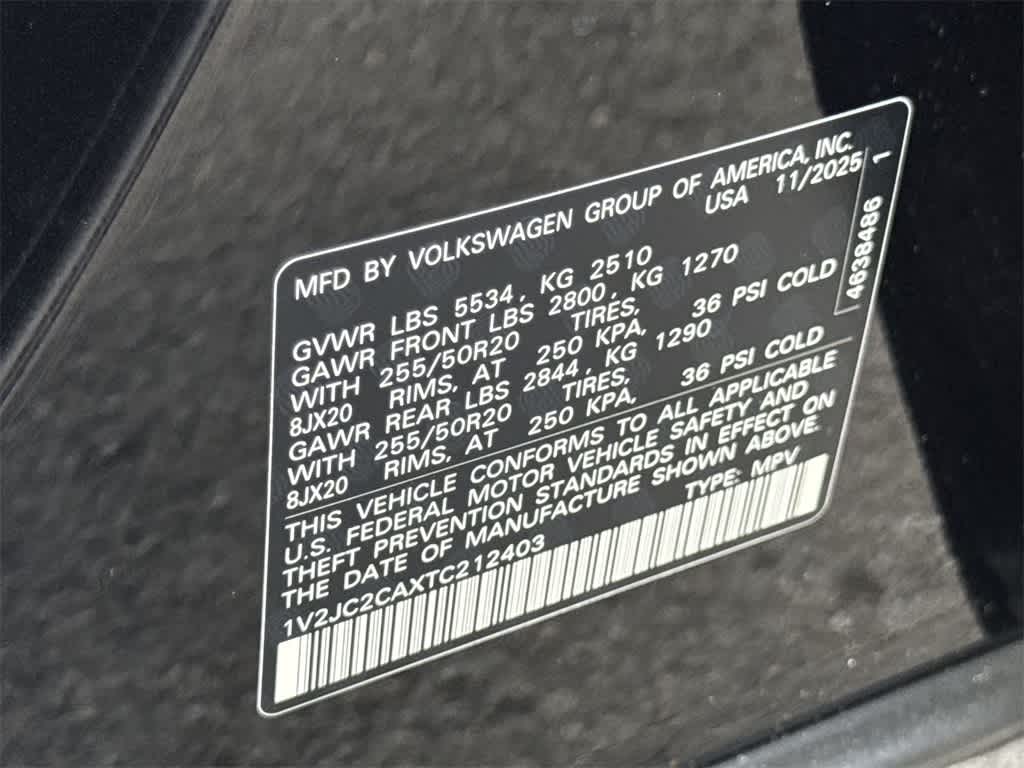 MFD BY VOLKSWAGEN GROUP OF AMERICA, INC.
USA 11/2025
GVWR LBS 5534, KG 2510
GAWR FRONT LBS 2800, KG 1270
WITH 255/50R20 TIRES,
8JX20 RIMS, AT 250 KPA, 36 PSI COLD
GAWR REAR LBS 2844, KG 1290
WITH 255/50R20 TIRES,
8JX20 RIMS, AT 250 KPA, 36 PSI COLD
THIS VEHICLE CONFORMS TO ALL APPLICABLE
U.S. FEDERAL MOTOR VEHICLE SAFETY AND
THEFT PREVENTION STANDARDS IN EFFECT ON
THE DATE OF MANUFACTURE SHOWN ABOVE.
1V2JC2CAXTC212403 TYPE: MPV
4638486 1